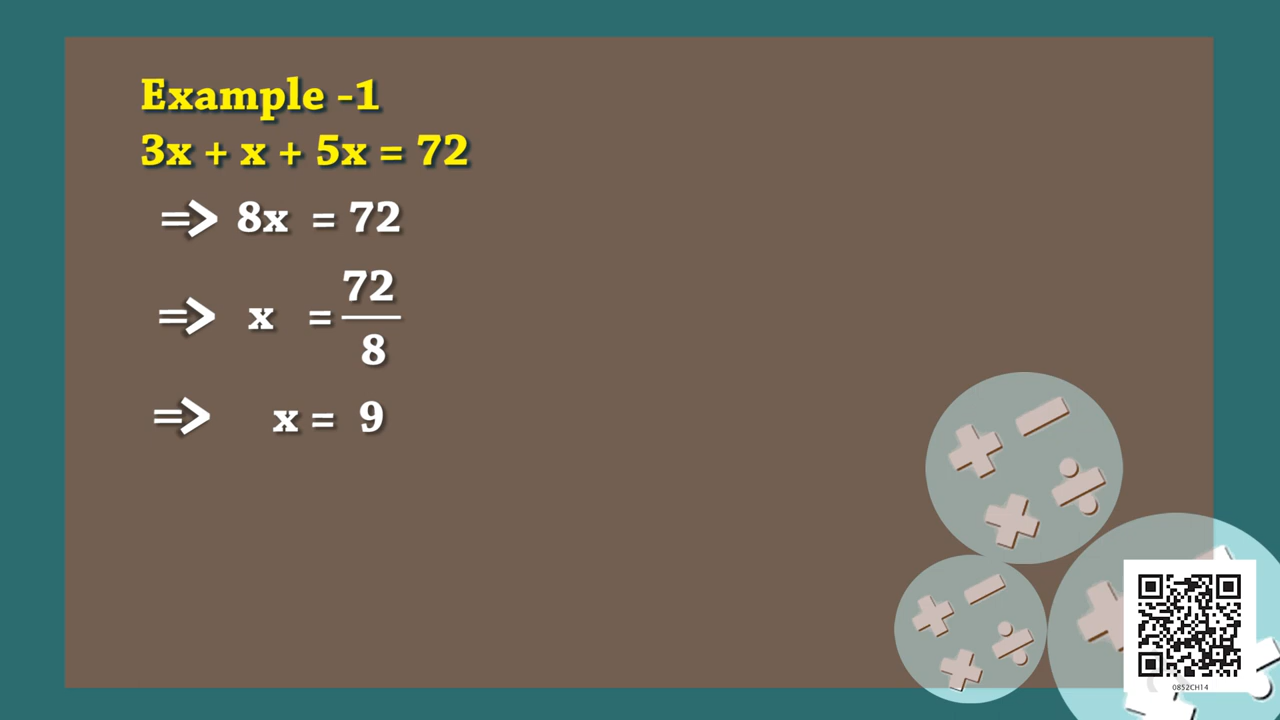 Example -1
3x + x + 5x = 72
=> 8x = 72
=> x = 72/8
=> x = 9
0852CH14